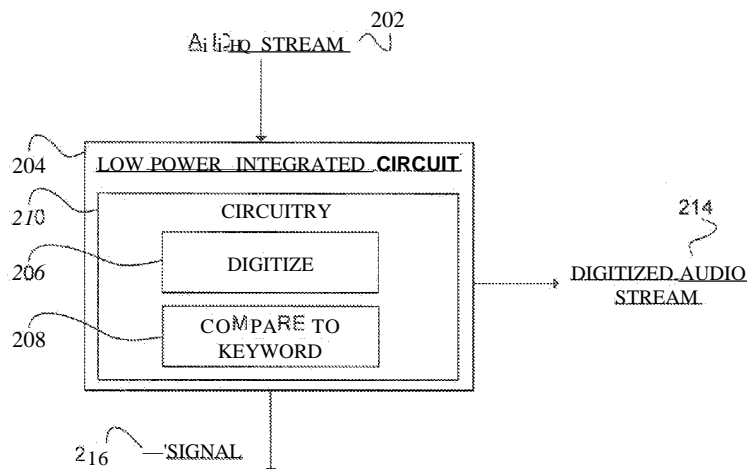 202
STREAM
204
LOW POWER INTEGRATED CIRCUIT
210
CIRCUITRY
214
206
DIGITIZE
DIGITIZED AUDIO
STREAM
208
COMPARE TO
KEYWORD
216
SIGNAL